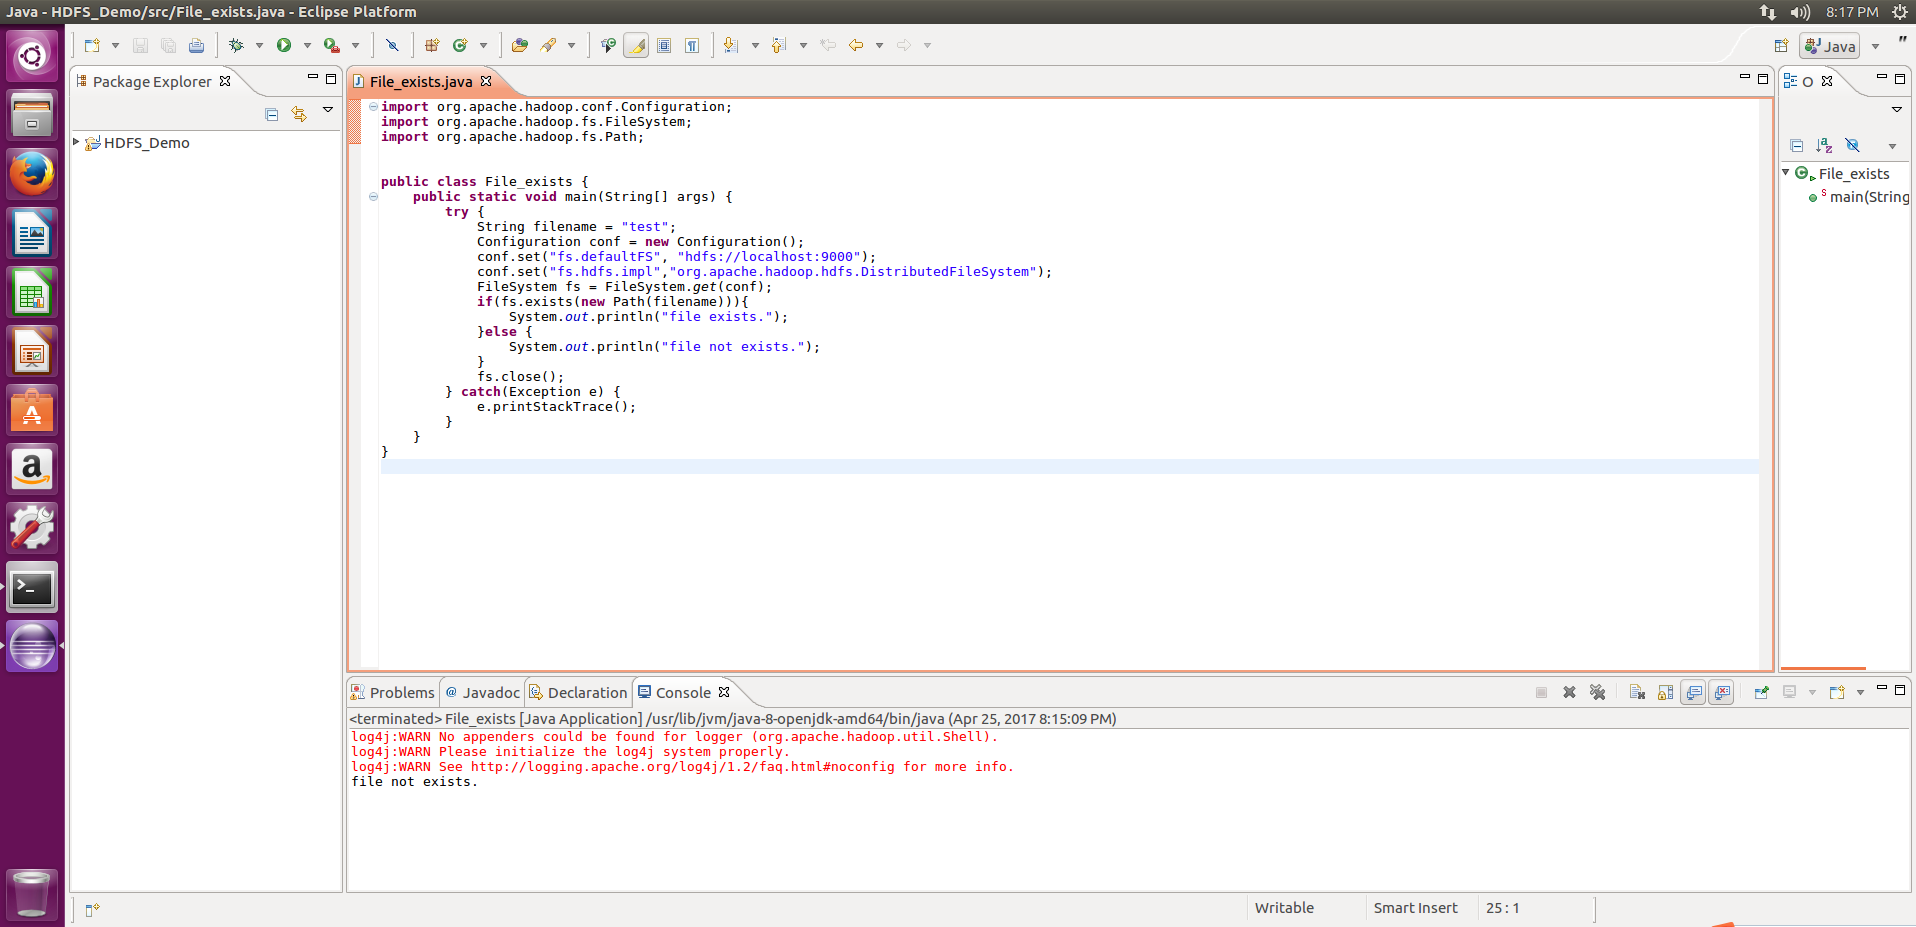 Java - HDFS_Demo/src/File_exists.java - Eclipse Platform
8:17 PM
Java
Package Explorer
HDFS_Demo
File_exists.java
import org.apache.hadoop.conf.Configuration;
import org.apache.hadoop.fs.FileSystem;
import org.apache.hadoop.fs.Path;
public class File_exists {
public static void main(String[] args) {
try {
String filename = "test";
Configuration conf = new Configuration();
conf.set("fs.defaultFS", "hdfs://localhost:9000");
conf.set("fs.hdfs.impl","org.apache.hadoop.hdfs.DistributedFileSystem");
FileSystem fs = FileSystem.get(conf);
if(fs.exists(new Path(filename))){
System.out.println("file exists.");
}else {
System.out.println("file not exists.");
}
fs.close();
} catch(Exception e) {
e.printStackTrace();
}
}
}
O
File_exists
main(String
Problems @ Javadoc Declaration Console
<terminated> File_exists [Java Application] /usr/lib/jvm/java-8-openjdk-amd64/bin/java (Apr 25, 2017 8:15:09 PM)
log4j:WARN No appenders could be found for logger (org.apache.hadoop.util.Shell).
log4j:WARN Please initialize the log4j system properly.
log4j:WARN See http://logging.apache.org/log4j/1.2/faq.html#noconfig for more info.
file not exists.
Writable Smart Insert 25 : 1